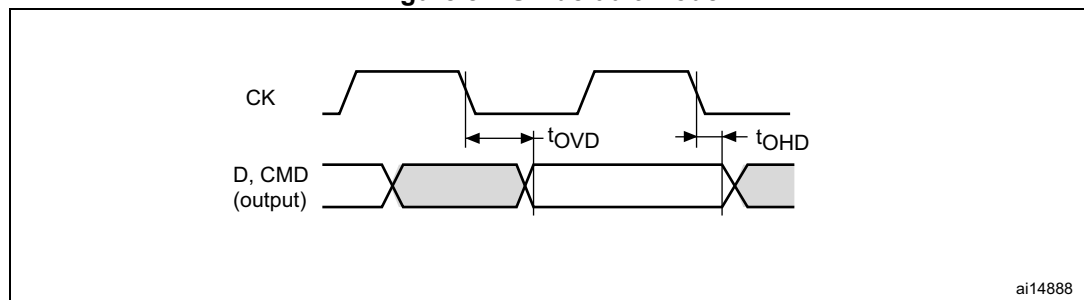 CK
tOVD
tOHD
D, CMD
(output)
ai14888